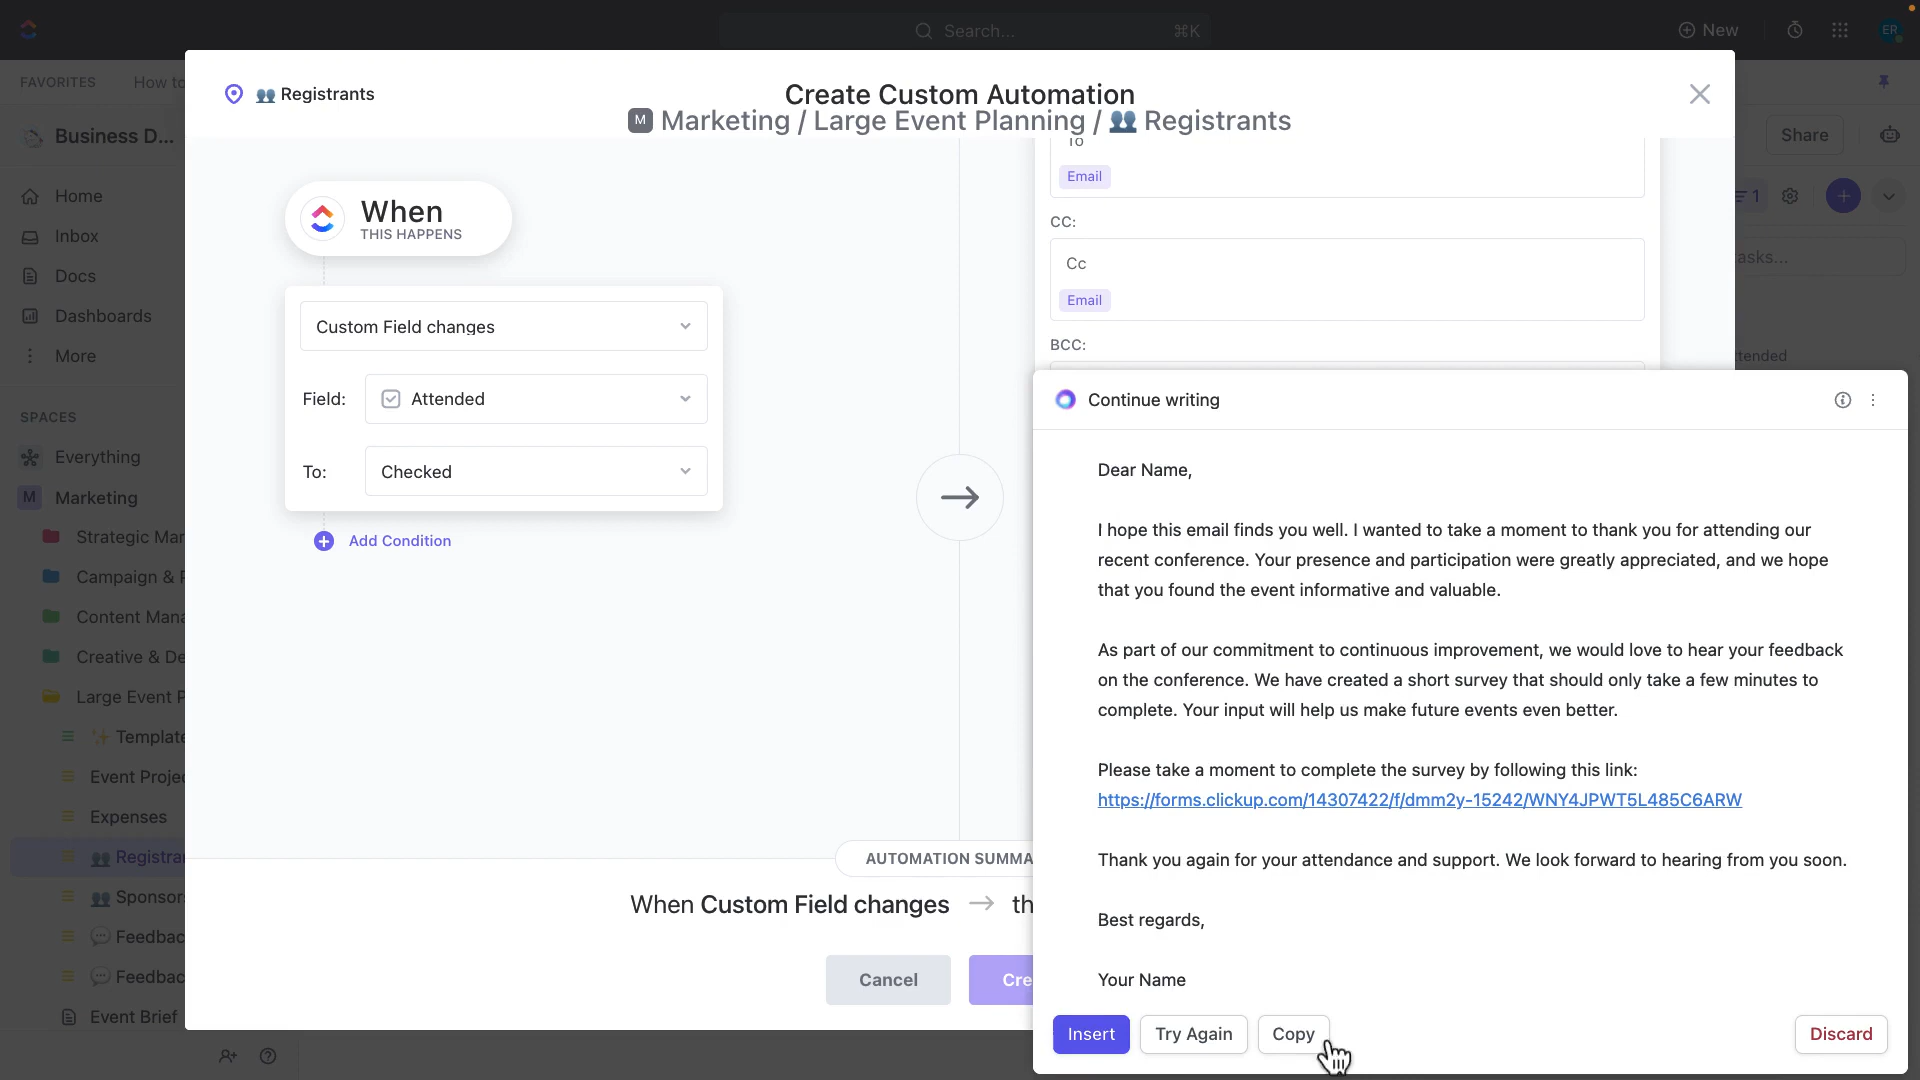 Search...
⌘K
New
ER
FAVORITES
How to
Registrants
Create Custom Automation
M Marketing / Large Event Planning / Registrants
Business D...
Share
Home
Inbox
Docs
Dashboards
More
1
asks...
When
THIS HAPPENS
Custom Field changes
Field:
Attended
To:
Checked
Add Condition
To
Email
CC:
Cc
Email
BCC:
SPACES
Everything
M Marketing
Strategic Mar
Campaign &
Content Mana
Creative & De
Large Event P
Template
Event Projec
Expenses
Registra
Sponsors
Feedbac
Feedbac
Event Brief
Continue writing
Dear Name,
I hope this email finds you well. I wanted to take a moment to thank you for attending our
recent conference. Your presence and participation were greatly appreciated, and we hope
that you found the event informative and valuable.
As part of our commitment to continuous improvement, we would love to hear your feedback
on the conference. We have created a short survey that should only take a few minutes to
complete. Your input will help us make future events even better.
Please take a moment to complete the survey by following this link:
https://forms.clickup.com/14307422/f/dmm2y-15242/WNY4JPWT5L485C6ARW
Thank you again for your attendance and support. We look forward to hearing from you soon.
Best regards,
Your Name
AUTOMATION SUMMA
When Custom Field changes → th
Cancel
Cre
Insert
Try Again
Copy
Discard